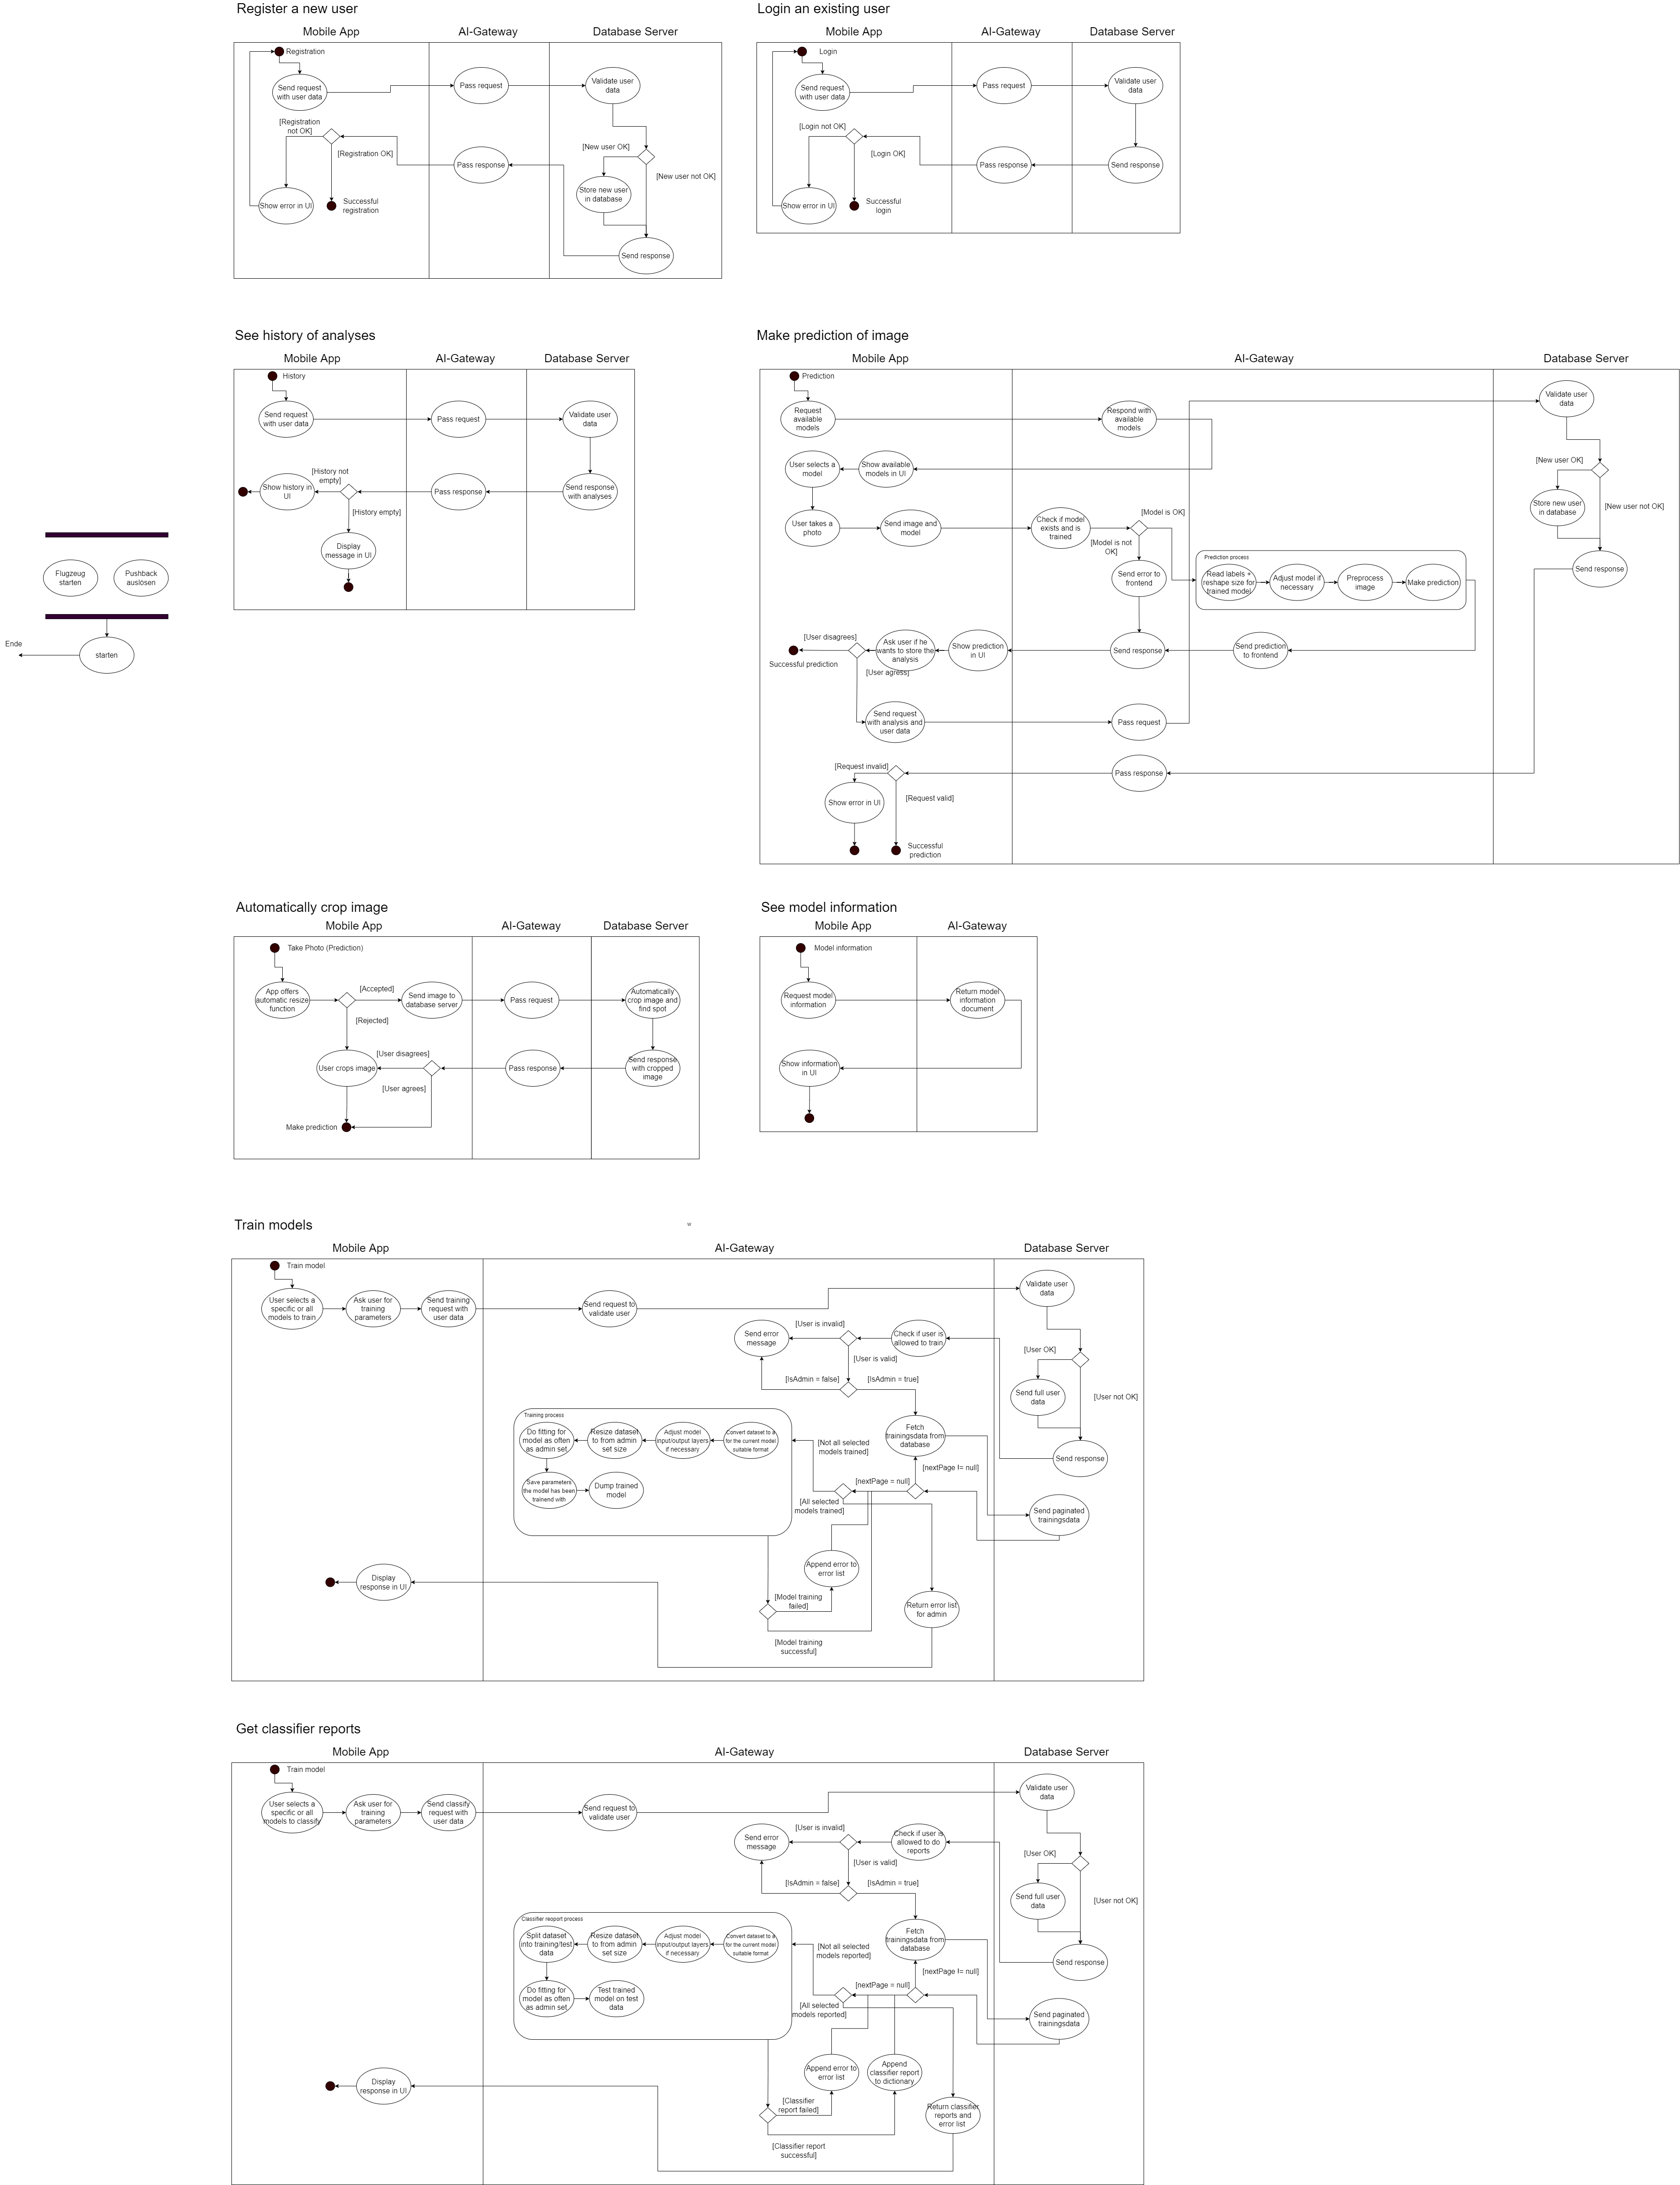 Register a new user
Mobile App
AI-Gateway
Database Server
Registration
Send request
with user data
Pass request
Validate user
data
[Registration
not OK]
[Registration OK]
Pass response
[New user OK]
[New user not OK]
Store new user
in database
Show error in UI
Successful
registration
Send response
Login an existing user
Mobile App
AI-Gateway
Database Server
Login
Send request
with user data
Pass request
Validate user
data
[Login not OK]
[Login OK]
Pass response
Send response
Show error in UI
Successful
login
See history of analyses
Mobile App
AI-Gateway
Database Server
History
Send request
with user data
Pass request
Validate user
data
[History not
empty]
Show history in
UI
Pass response
Send response
with analyses
[History empty]
Display
message in UI
Make prediction of image
Mobile App
AI-Gateway
Database Server
Prediction
Request
available
models
Respond with
available
models
Validate user
data
User selects a
model
Show available
models in UI
[New user OK]
Store new user
in database
[New user not OK]
User takes a
photo
Send image and
model
Check if model
exists and is
trained
[Model is OK]
[Model is not
OK]
Send error to
frontend
Prediction process
Read labels +
reshape size for
trained model
Adjust model if
necessary
Preprocess
image
Make prediction
Send response
[User disagrees]
Successful prediction
Ask user if he
wants to store the
analysis
[User agress]
Show prediction
in UI
Send response
Send prediction
to frontend
Send request
with analysis and
user data
Pass request
[Request invalid]
Pass response
Show error in UI
[Request valid]
Successful
prediction
Flugzeug
starten
Pushback
auslösen
Ende
starten
Automatically crop image
Mobile App
AI-Gateway
Database Server
Take Photo (Prediction)
App offers
automatic resize
function
[Accepted]
Send image to
database server
Pass request
Automatically
crop image and
find spot
[Rejected]
User crops image
[User disagrees]
[User agrees]
Pass response
Send response
with cropped
image
Make prediction
See model information
Mobile App
AI-Gateway
Model information
Request model
information
Return model
information
document
Show information
in UI
Train models
w
Mobile App
AI-Gateway
Database Server
Train model
User selects a
specific or all
models to train
Ask user for
training
parameters
Send training
request with
user data
Send request to
validate user
Validate user
data
Send error
message
[User is invalid]
Check if user is
allowed to train
[User is valid]
[User OK]
[IsAdmin = false]
[IsAdmin = true]
Send full user
data
[User not OK]
Training process
Do fitting for
model as often
as admin set
Resize dataset
to from admin
set size
Adjust model
input/output layers
if necessary
Convert dataset to a
for the current model
suitable format
[Not all selected
models trained]
Fetch
trainingsdata from
database
Send response
[nextPage != null]
[nextPage = null]
Save parameters
the model has been
trainend with
Dump trained
model
[All selected
models trained]
Send paginated
trainingsdata
Display
response in UI
Append error to
error list
[Model training
failed]
Return error list
for admin
[Model training
successful]
Get classifier reports
Mobile App
AI-Gateway
Database Server
Train model
User selects a
specific or all
models to classify
Ask user for
training
parameters
Send classify
request with
user data
Send request to
validate user
Validate user
data
Send error
message
[User is invalid]
Check if user is
allowed to do
reports
[User is valid]
[User OK]
[IsAdmin = false]
[IsAdmin = true]
Send full user
data
[User not OK]
Classifier reoport process
Split dataset
into training/test
data
Resize dataset
to from admin
set size
Adjust model
input/output layers
if necessary
Convert dataset to a
for the current model
suitable format
[Not all selected
models reported]
Fetch
trainingsdata from
database
Send response
[nextPage != null]
[nextPage = null]
Do fitting for
model as often
as admin set
Test trained
model on test
data
[All selected
models reported]
Send paginated
trainingsdata
Display
response in UI
Append error to
error list
Append
classifier report
to dictionary
[Classifier
report failed]
Return classifier
reports and
error list
[Classifier report
successful]